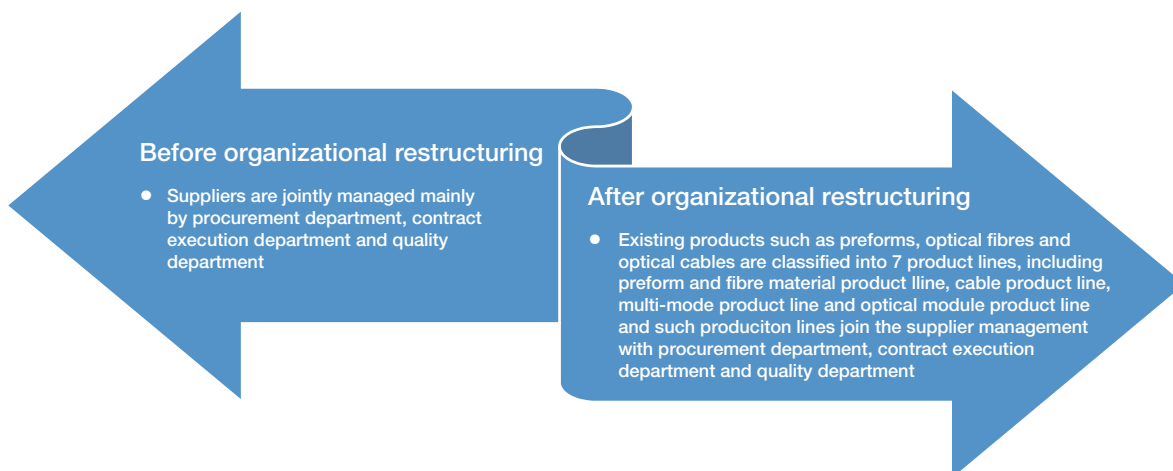 Before organizational restructuring
● Suppliers are jointly managed mainly
by procurement department, contract
execution department and quality
department
After organizational restructuring
● Existing products such as preforms, optical fibres and
optical cables are classified into 7 product lines, including
preform and fibre material product lline, cable product line,
multi-mode product line and optical module product line
and such produciton lines join the supplier management
with procurement department, contract execution
department and quality department